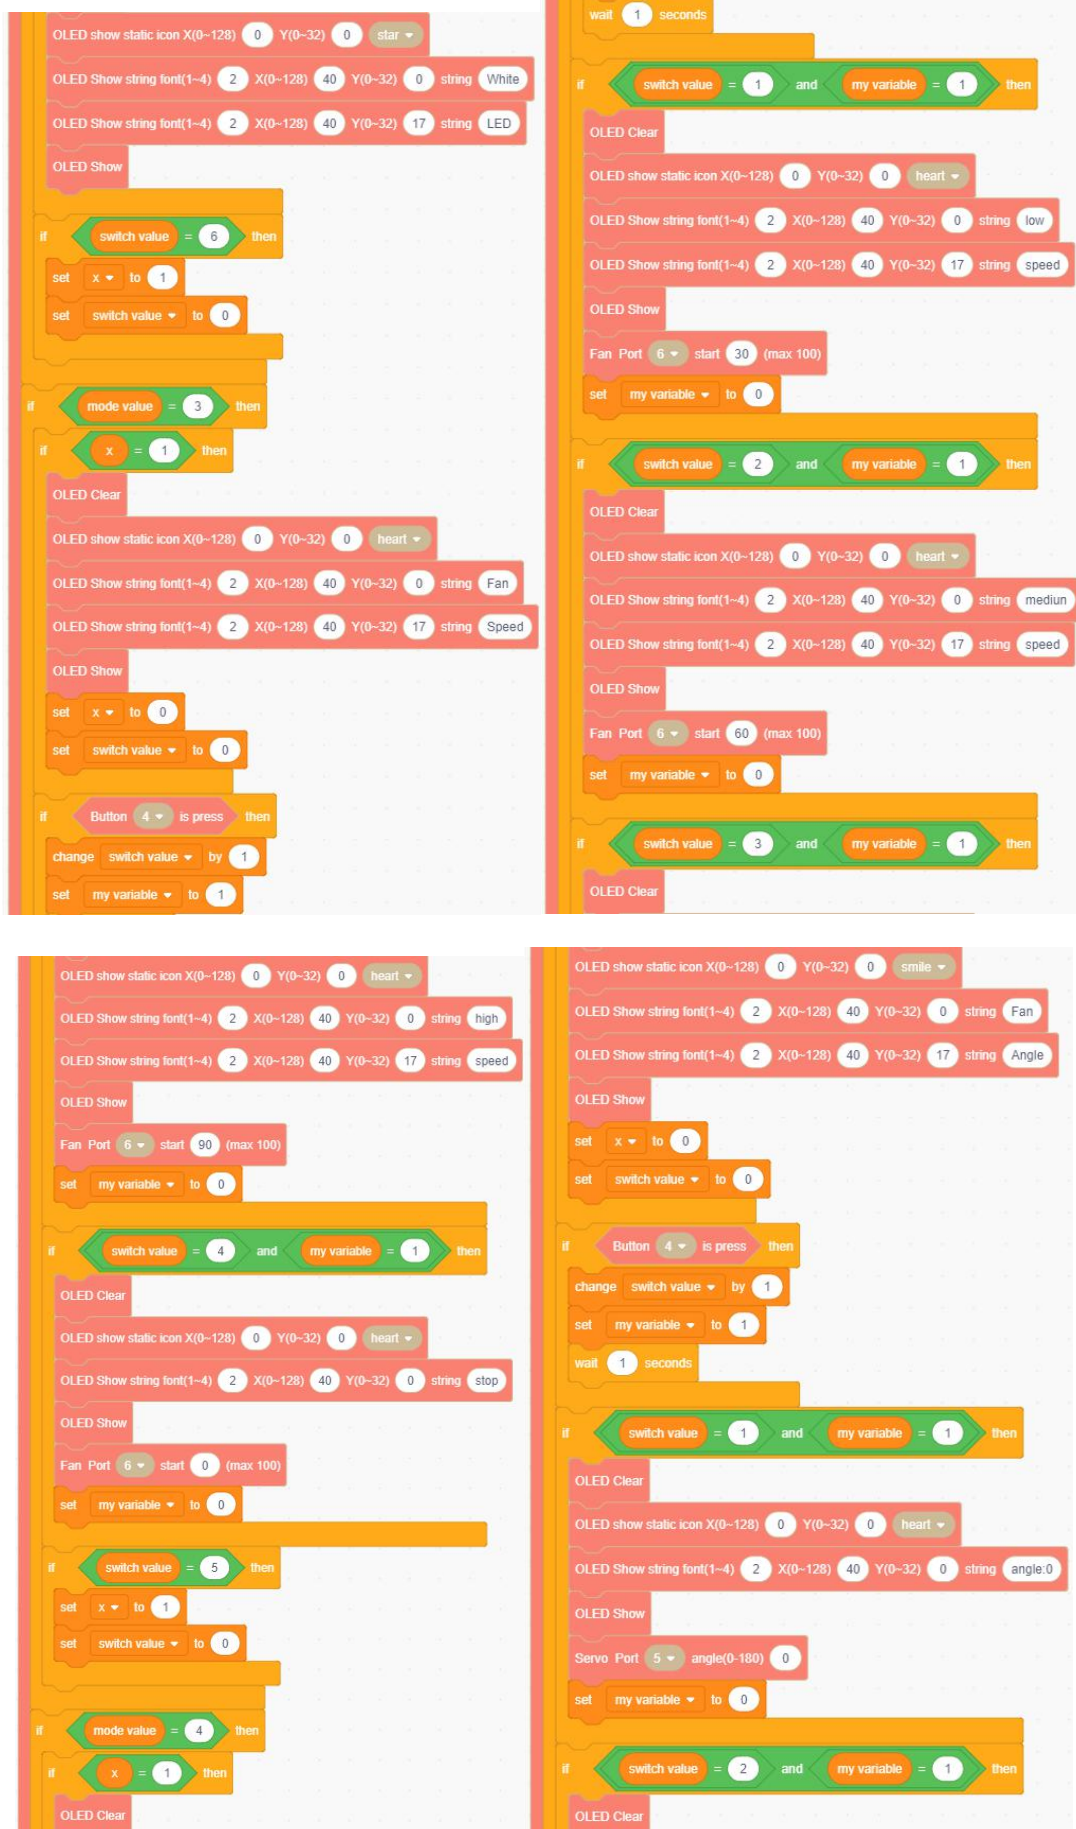 OLED show static icon X(0~128) 0 Y(0~32) 0 star
OLED Show string font(1~4) 2 X(0~128) 40 Y(0~32) 0 string White
OLED Show string font(1~4) 2 X(0~128) 40 Y(0~32) 17 string LED
OLED Show
if switch value = 6 then
set x to 1
set switch value to 0
if mode value = 3 then
if x = 1 then
OLED Clear
OLED show static icon X(0~128) 0 Y(0~32) 0 heart
OLED Show string font(1~4) 2 X(0~128) 40 Y(0~32) 0 string Fan
OLED Show string font(1~4) 2 X(0~128) 40 Y(0~32) 17 string Speed
OLED Show
set x to 0
set switch value to 0
if Button 4 is press then
change switch value by 1
set my variable to 1
wait 1 seconds
if switch value = 1 and my variable = 1 then
OLED Clear
OLED show static icon X(0~128) 0 Y(0~32) 0 heart
OLED Show string font(1~4) 2 X(0~128) 40 Y(0~32) 0 string low
OLED Show string font(1~4) 2 X(0~128) 40 Y(0~32) 17 string speed
OLED Show
Fan Port 6 start 30 (max 100)
set my variable to 0
if switch value = 2 and my variable = 1 then
OLED Clear
OLED show static icon X(0~128) 0 Y(0~32) 0 heart
OLED Show string font(1~4) 2 X(0~128) 40 Y(0~32) 0 string mediun
OLED Show string font(1~4) 2 X(0~128) 40 Y(0~32) 17 string speed
OLED Show
Fan Port 6 start 60 (max 100)
set my variable to 0
if switch value = 3 and my variable = 1 then
OLED Clear
OLED show static icon X(0~128) 0 Y(0~32) 0 heart
OLED Show string font(1~4) 2 X(0~128) 40 Y(0~32) 0 string high
OLED Show string font(1~4) 2 X(0~128) 40 Y(0~32) 17 string speed
OLED Show
Fan Port 6 start 90 (max 100)
set my variable to 0
if switch value = 4 and my variable = 1 then
OLED Clear
OLED show static icon X(0~128) 0 Y(0~32) 0 heart
OLED Show string font(1~4) 2 X(0~128) 40 Y(0~32) 0 string stop
OLED Show
Fan Port 6 start 0 (max 100)
set my variable to 0
if switch value = 5 then
set x to 1
set switch value to 0
if mode value = 4 then
if x = 1 then
OLED Clear
OLED show static icon X(0~128) 0 Y(0~32) 0 smile
OLED Show string font(1~4) 2 X(0~128) 40 Y(0~32) 0 string Fan
OLED Show string font(1~4) 2 X(0~128) 40 Y(0~32) 17 string Angle
OLED Show
set x to 0
set switch value to 0
if Button 4 is press then
change switch value by 1
set my variable to 1
wait 1 seconds
if switch value = 1 and my variable = 1 then
OLED Clear
OLED show static icon X(0~128) 0 Y(0~32) 0 heart
OLED Show string font(1~4) 2 X(0~128) 40 Y(0~32) 0 string angle:0
OLED Show
Servo Port 5 angle(0-180) 0
set my variable to 0
if switch value = 2 and my variable = 1 then
OLED Clear